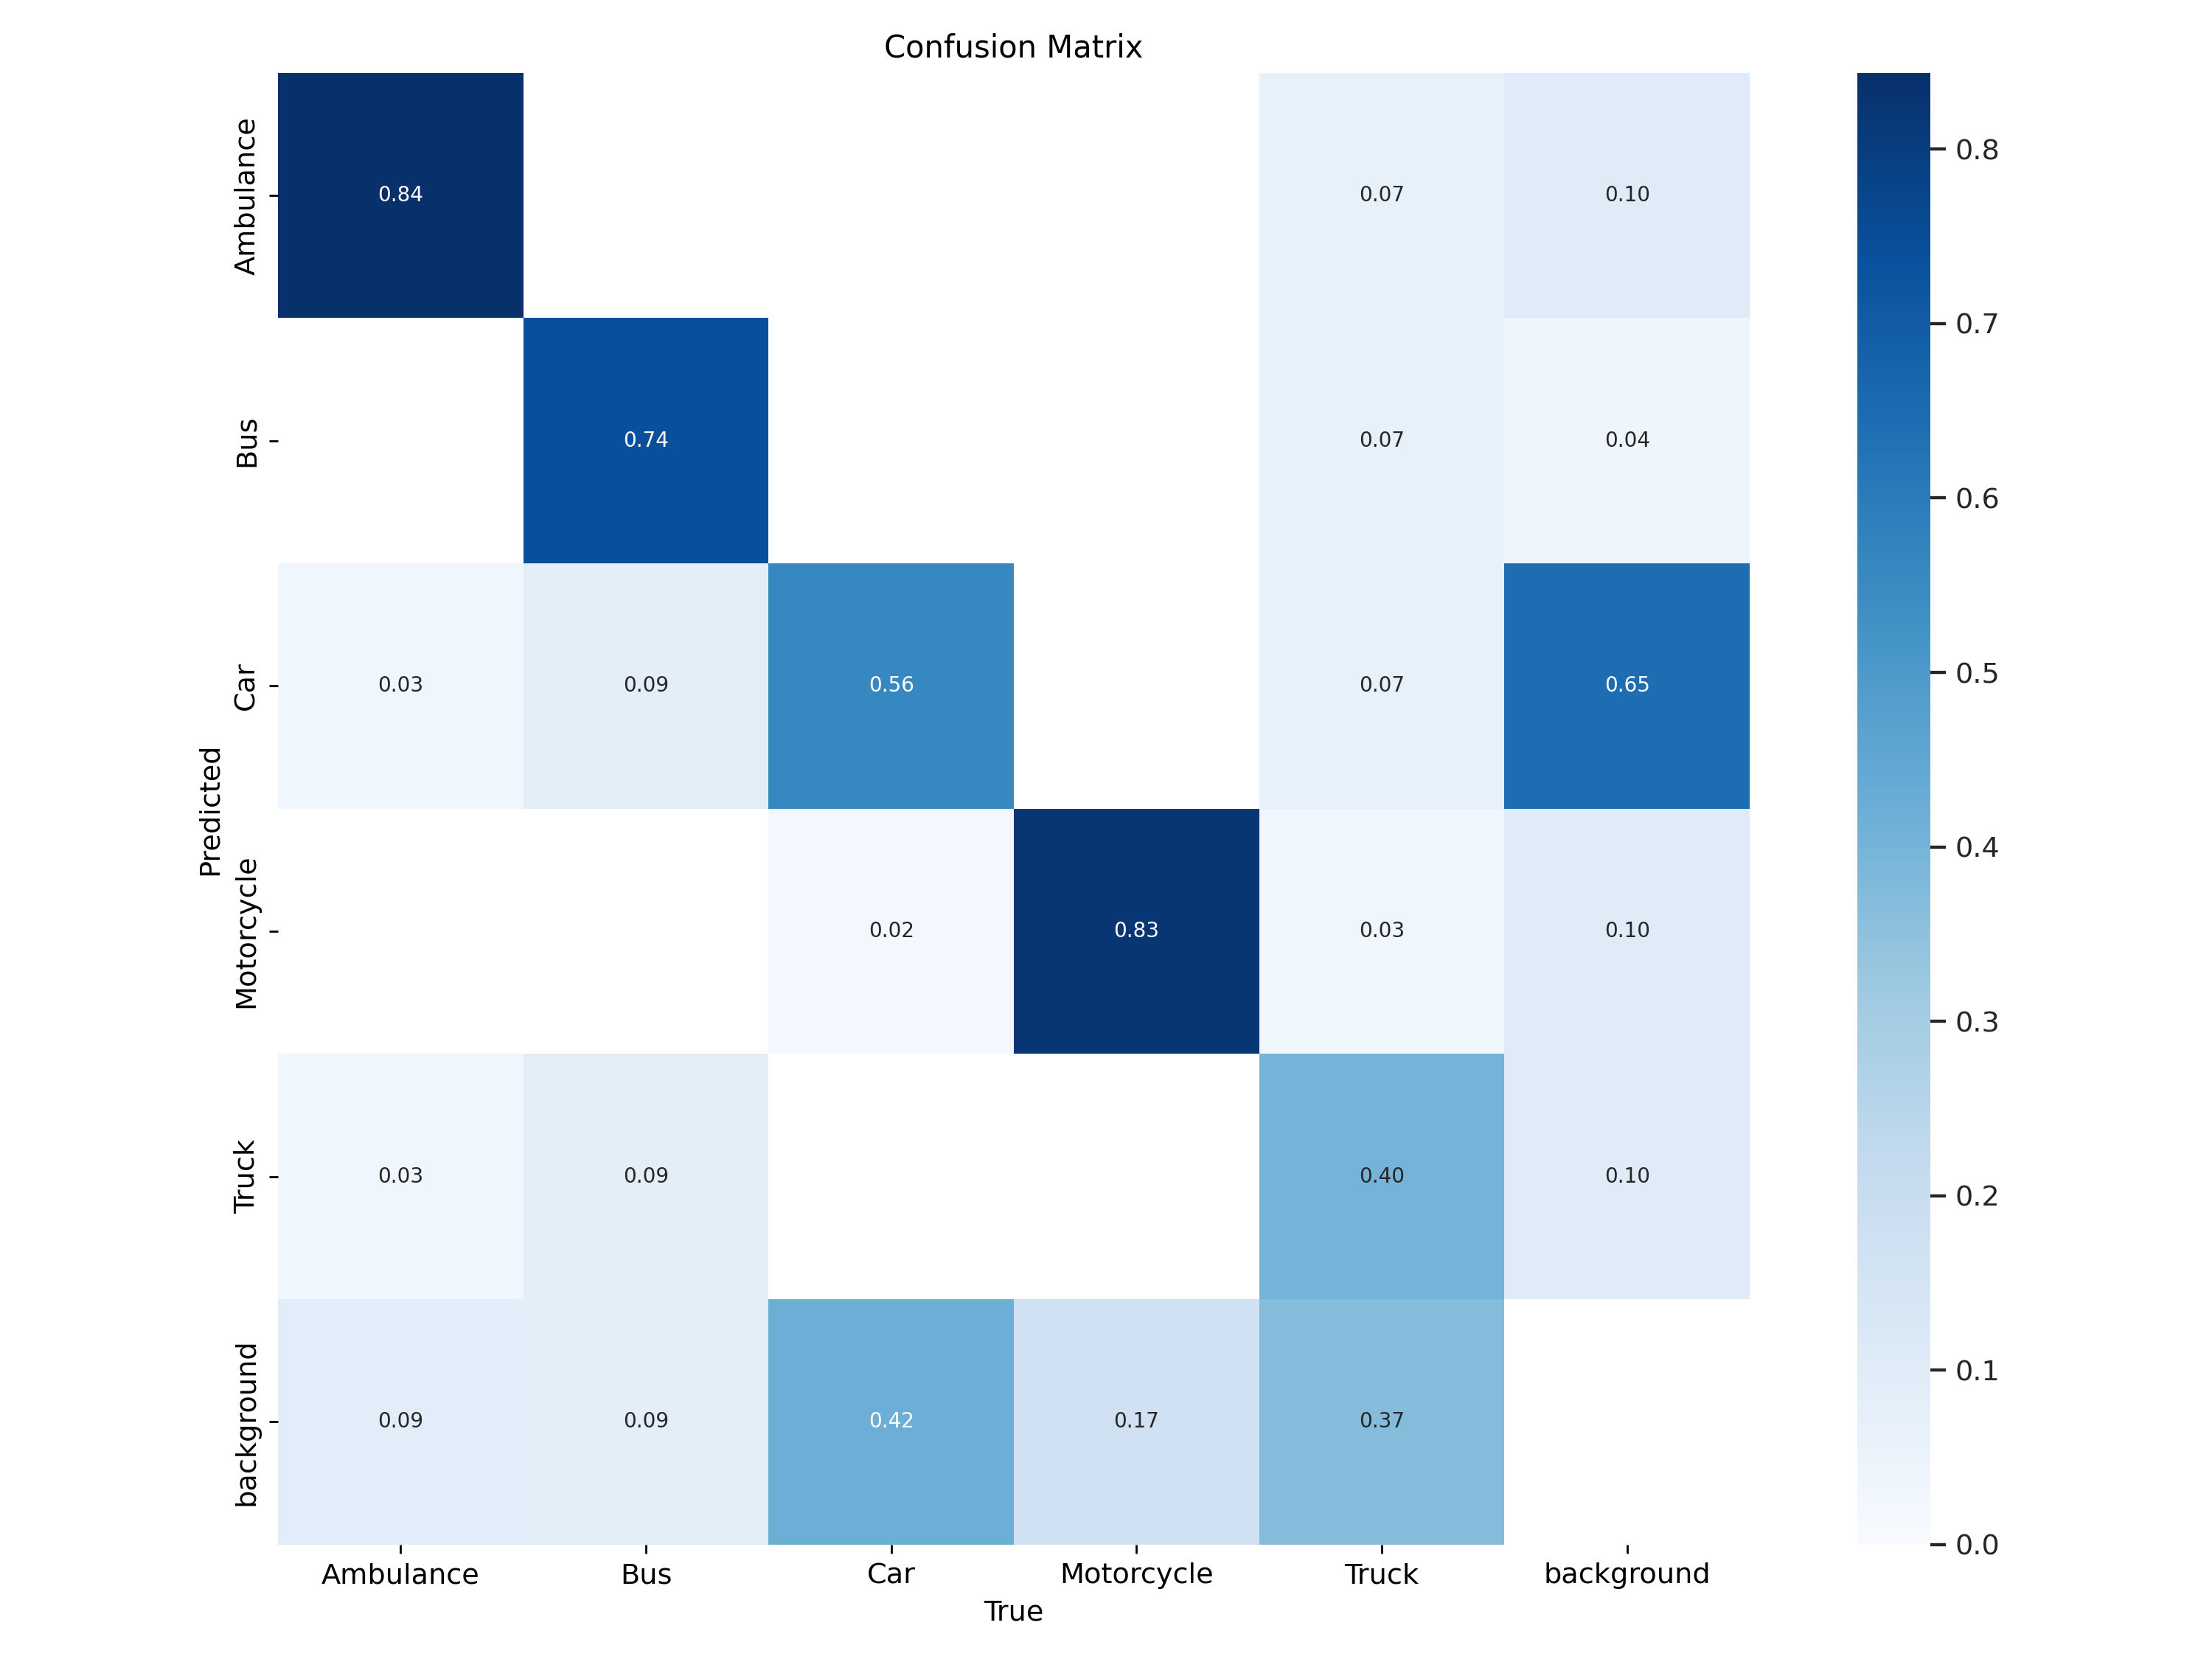 Confusion Matrix
Ambulance 0.84 0.07 0.10
Bus 0.74 0.07 0.04
Car 0.03 0.09 0.56 0.07 0.65
Motorcycle 0.02 0.83 0.03 0.10
Truck 0.03 0.09 0.40 0.10
background 0.09 0.09 0.42 0.17 0.37
Predicted
Ambulance Bus Car Motorcycle Truck background
True
0.8
0.7
0.6
0.5
0.4
0.3
0.2
0.1
0.0